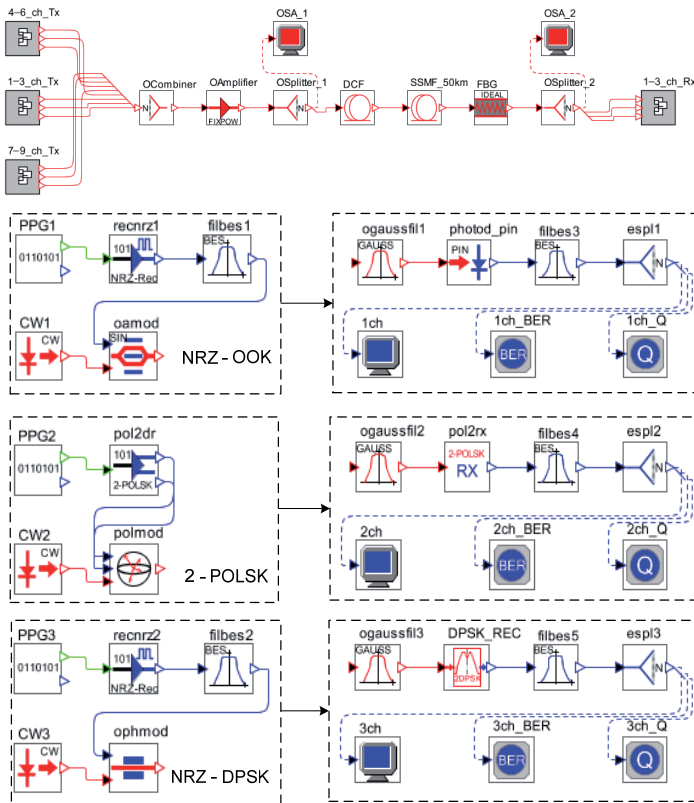 4-6_ch_Tx
OSA_1
OSA_2
1-3_ch_Tx
OCombiner
OAmplifier
OSplitter_1
DCF
SSMF_50km
FBG
OSplitter_2
1-3_ch_Rx
N
FIXPOW
N
IDEAL
N
7-9_ch_Tx
PPG1
recnrz1
filbes1
0110101
101
NRZ-Rec
BES
CW1
oamod
CW
SIN
NRZ - OOK
ogaussfil1
photod_pin
filbes3
espl1
GAUSS
PIN
BES
N
1ch
1ch_BER
1ch_Q
BER
Q
PPG2
pol2dr
0110101
101
2-POLSK
CW2
polmod
CW
2 - POLSK
ogaussfil2
pol2rx
filbes4
espl2
GAUSS
2-POLSK
RX
BES
N
2ch
2ch_BER
2ch_Q
BER
Q
PPG3
recnrz2
filbes2
0110101
101
NRZ-Rec
BES
CW3
ophmod
CW
NRZ - DPSK
ogaussfil3
DPSK_REC
filbes5
espl3
GAUSS
2DPSK
BES
N
3ch
3ch_BER
3ch_Q
BER
Q